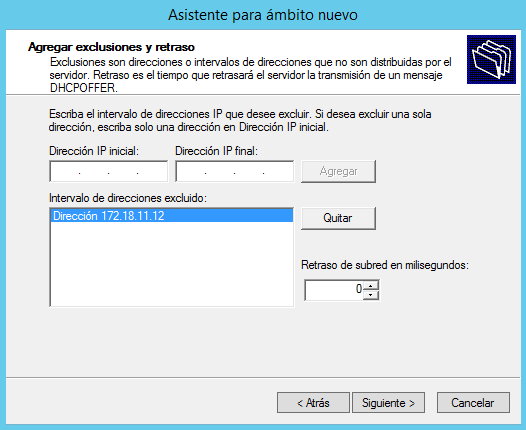 Asistente para ámbito nuevo
Agregar exclusiones y retraso
Exclusiones son direcciones o intervalos de direcciones que no son distribuidas por el
servidor. Retraso es el tiempo que retrasará el servidor la transmisión de un mensaje
DHCPOFFER.
Escriba el intervalo de direcciones IP que desee excluir. Si desea excluir una sola
dirección, escriba solo una dirección en Dirección IP inicial.
Dirección IP inicial: Dirección IP final:
. . . . . . Agregar
Intervalo de direcciones excluido:
Dirección 172.18.11.12 Quitar
Retraso de subred en milisegundos:
0
< Atrás Siguiente > Cancelar